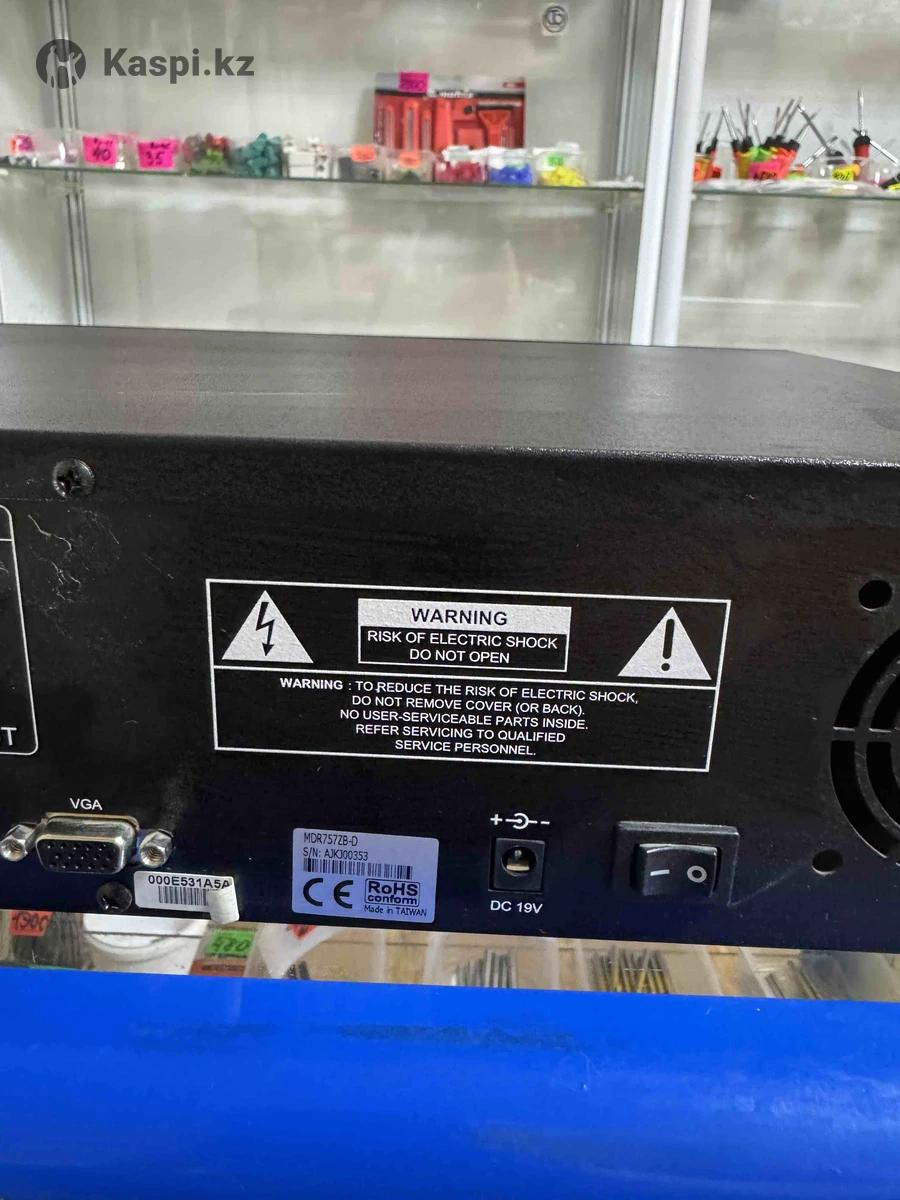 Kaspi.kz
40
35
WARNING
RISK OF ELECTRIC SHOCK
DO NOT OPEN
WARNING : TO REDUCE THE RISK OF ELECTRIC SHOCK,
DO NOT REMOVE COVER (OR BACK).
NO USER-SERVICEABLE PARTS INSIDE.
REFER SERVICING TO QUALIFIED
SERVICE PERSONNEL.
T
VGA
000E531A5A
MDR757ZB-D
S/N: AJKJ00353
CE RoHS
conform
Made in TAIWAN
+ -
DC 19V
1900